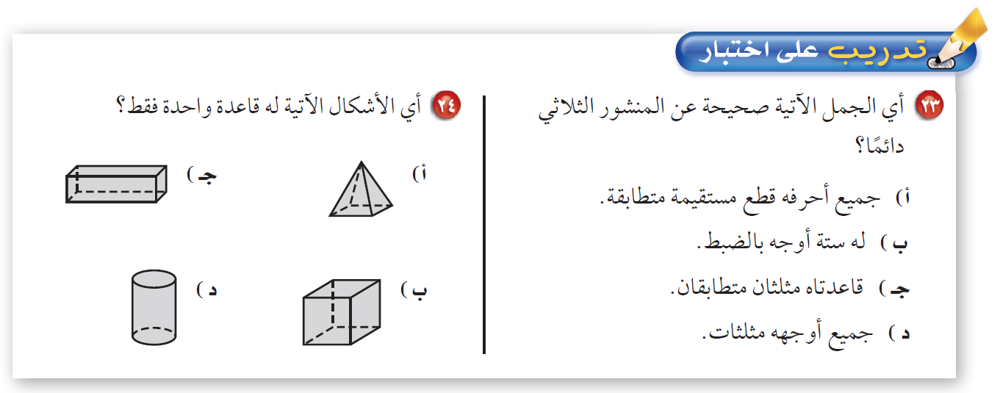 تدريب على اختبار
٢٣ أي الجمل الآتية صحيحة عن المنشور الثلاثي
دائمًا؟
أ) جميع أحرفه قطع مستقيمة متطابقة.
ب) له ستة أوجه بالضبط.
جـ) قاعدتاه مثلثان متطابقان.
د) جميع أوجهه مثلثات.
٢٤ أي الأشكال الآتية له قاعدة واحدة فقط؟
أ)
جـ)
ب)
د)